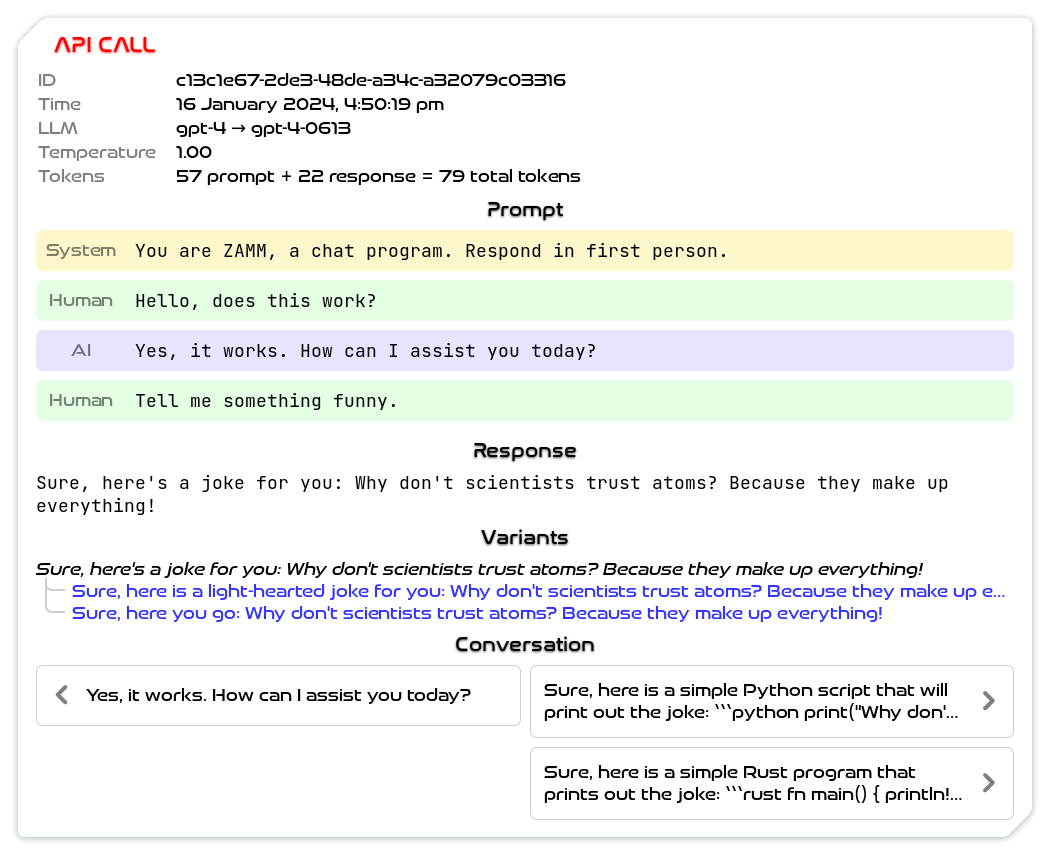 API CALL
ID c13c1e67-2de3-48de-a34c-a32079c03316
Time 16 January 2024, 4:50:19 pm
LLM gpt-4 → gpt-4-0613
Temperature 1.00
Tokens 57 prompt + 22 response = 79 total tokens
Prompt
System You are ZAMM, a chat program. Respond in first person.
Human Hello, does this work?
AI Yes, it works. How can I assist you today?
Human Tell me something funny.
Response
Sure, here's a joke for you: Why don't scientists trust atoms? Because they make up
everything!
Variants
Sure, here's a joke for you: Why don't scientists trust atoms? Because they make up everything!
Sure, here is a light-hearted joke for you: Why don't scientists trust atoms? Because they make up e...
Sure, here you go: Why don't scientists trust atoms? Because they make up everything!
Conversation
Yes, it works. How can I assist you today?
Sure, here is a simple Python script that will
print out the joke: ```python print("Why don'...
Sure, here is a simple Rust program that
prints out the joke: ```rust fn main() { println!...